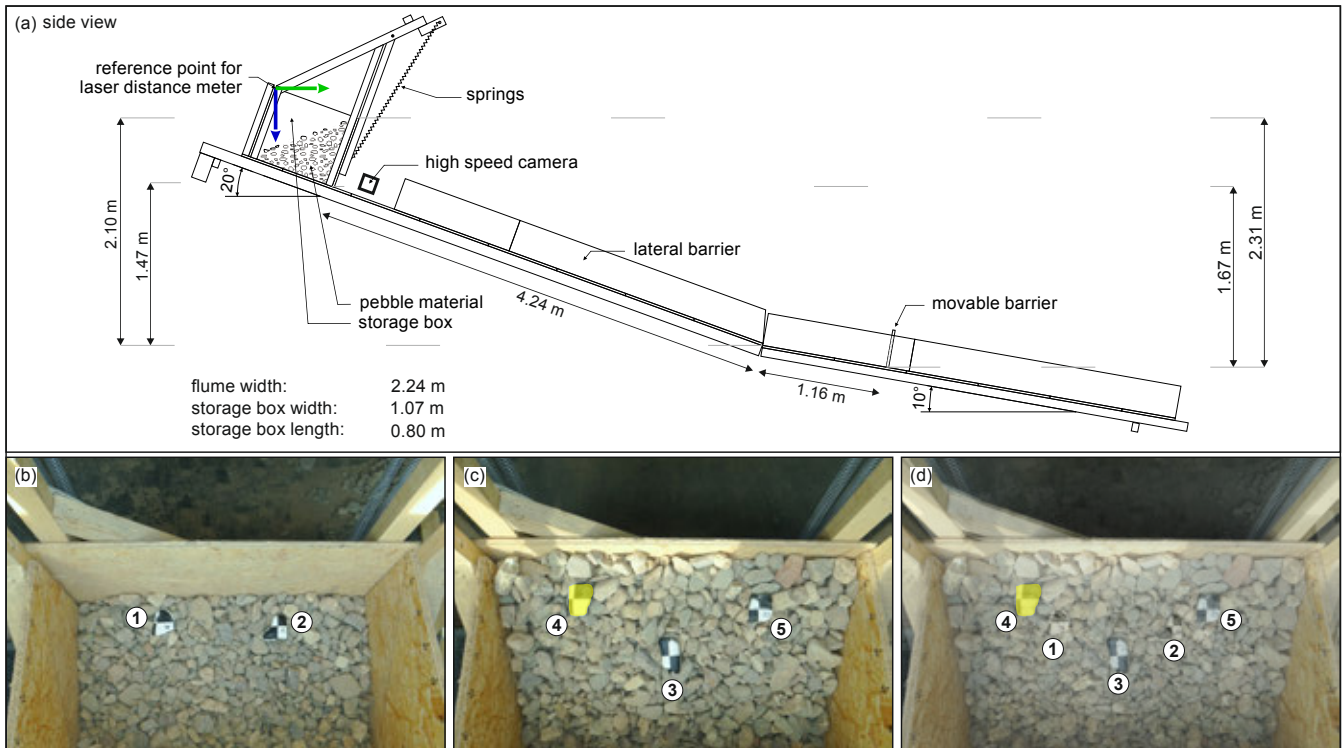 (a) side view
reference point for
laser distance meter
springs
high speed camera
20°
2.10 m
1.47 m
lateral barrier
2.31 m
1.67 m
pebble material
storage box
4.24 m
movable barrier
1.16 m
10°
flume width: 2.24 m
storage box width: 1.07 m
storage box length: 0.80 m
(b)
1
2
(c)
4
5
3
(d)
4
5
1
2
3